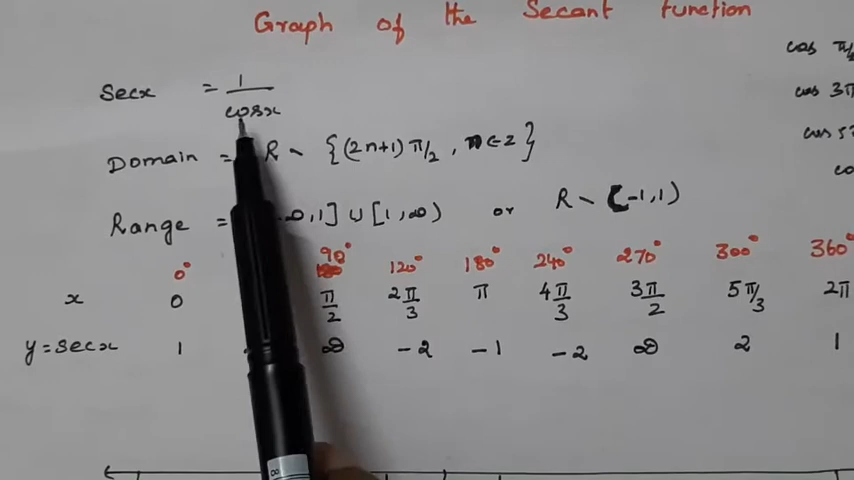 Graph of the Secant function
Secx = 1/cosx
cos
cos 3π
cos 5
Domain = R - {(2n+1) π/2 , n ∈ Z }
Range = ∞,1] ∪ [1,∞) or R - (-1,1)
0° 90° 120° 180° 240° 270° 300° 360°
x 0 π/2 2π/3 π 4π/3 3π/2 5π/3 2π
y = secx 1 ∞ -2 -1 -2 ∞ 2 1